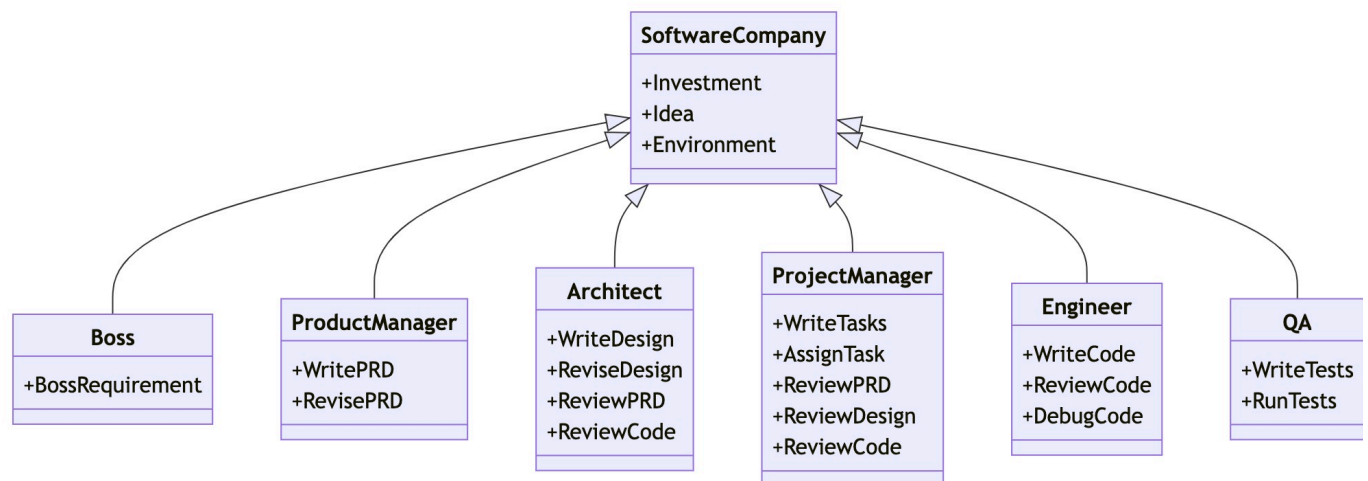 SoftwareCompany
+Investment
+Idea
+Environment
Boss
+BossRequirement
ProductManager
+WritePRD
+RevisePRD
Architect
+WriteDesign
+ReviseDesign
+ReviewPRD
+ReviewCode
ProjectManager
+WriteTasks
+AssignTask
+ReviewPRD
+ReviewDesign
+ReviewCode
Engineer
+WriteCode
+ReviewCode
+DebugCode
QA
+WriteTests
+RunTests